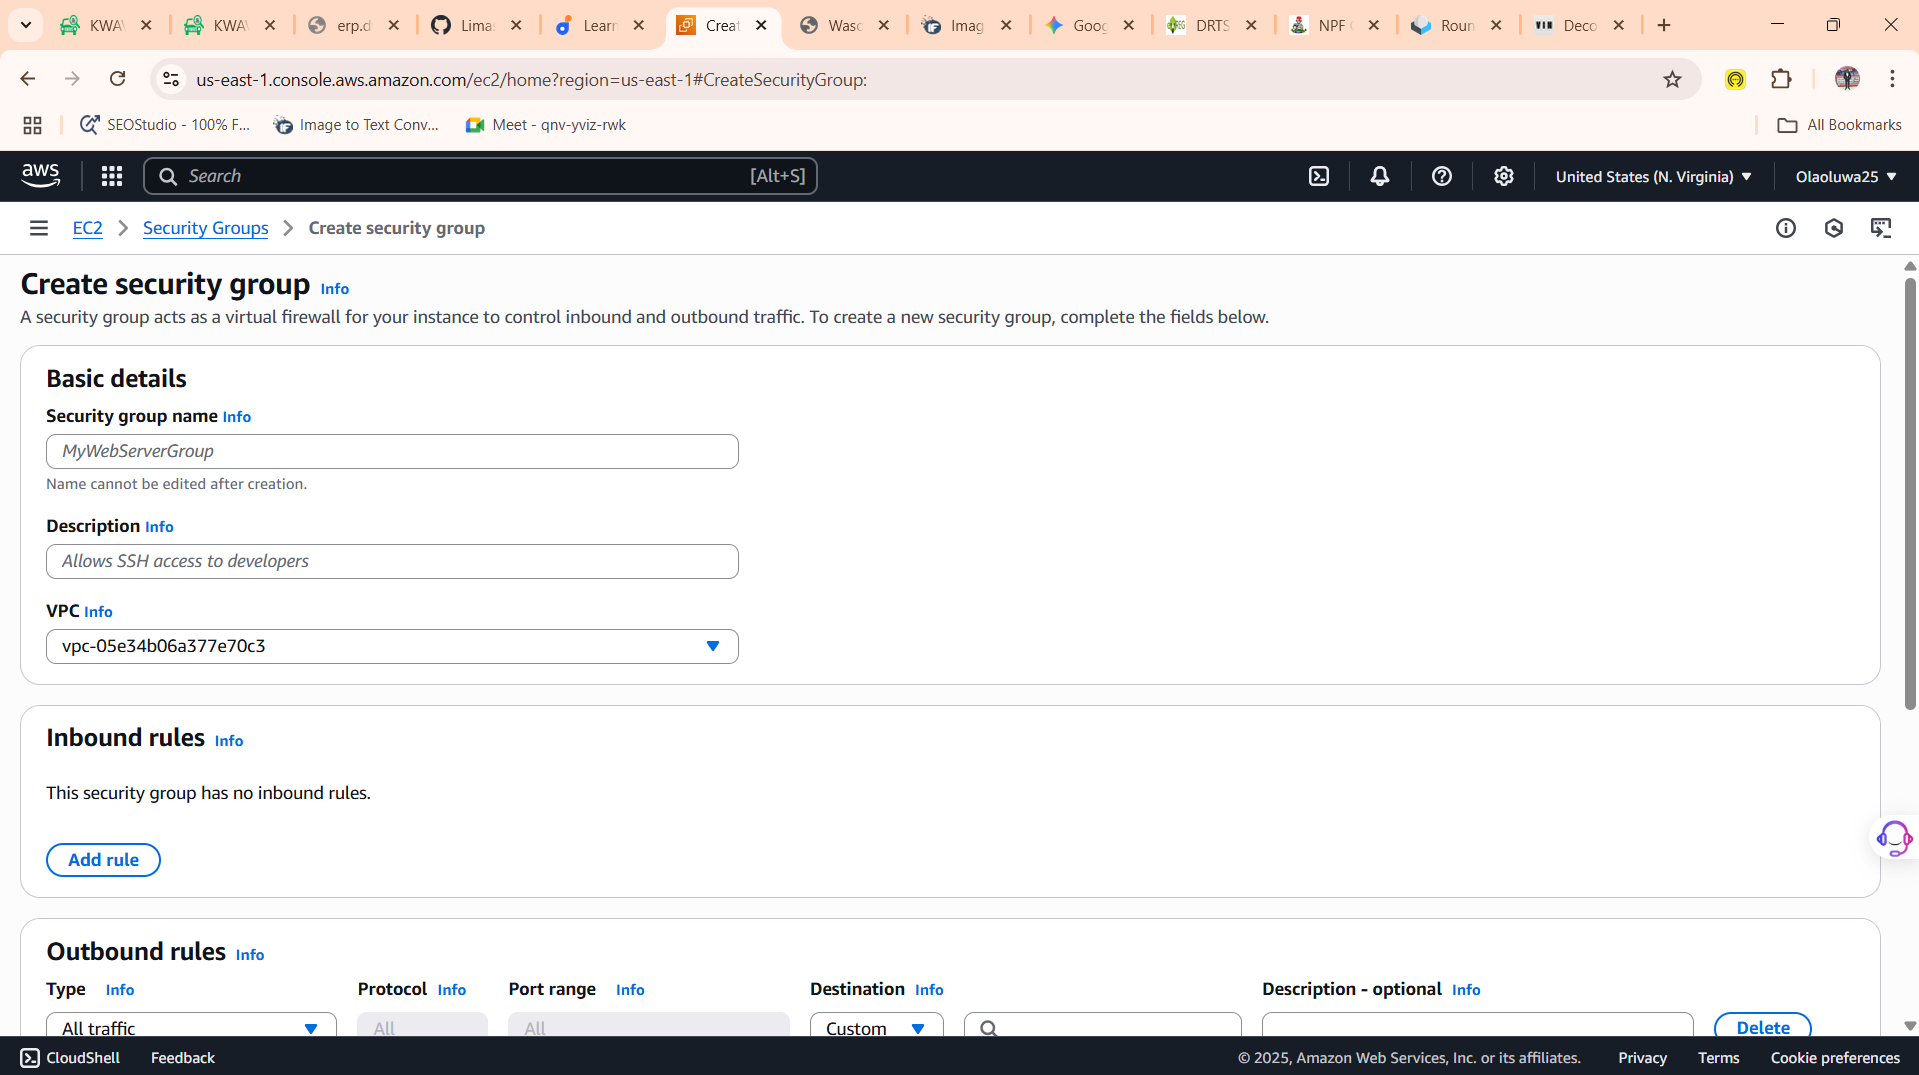 KWA
KWA
erp.d
Limas
Learn
Creat
Wasc
Imag
Goog
DRTS
NPF
Roun
Deco
us-east-1.console.aws.amazon.com/ec2/home?region=us-east-1#CreateSecurityGroup:
SEOStudio - 100% F...
Image to Text Conv...
Meet - qnv-yviz-rwk
All Bookmarks
aws
Search
[Alt+S]
United States (N. Virginia)
Olaoluwa25
EC2
Security Groups
Create security group
Create security group Info
A security group acts as a virtual firewall for your instance to control inbound and outbound traffic. To create a new security group, complete the fields below.
Basic details
Security group name Info
MyWebServerGroup
Name cannot be edited after creation.
Description Info
Allows SSH access to developers
VPC Info
vpc-05e34b06a377e70c3
Inbound rules Info
This security group has no inbound rules.
Add rule
Outbound rules Info
Type Info Protocol Info Port range Info Destination Info Description - optional Info
All traffic All All Custom Delete
CloudShell Feedback © 2025, Amazon Web Services, Inc. or its affiliates. Privacy Terms Cookie preferences